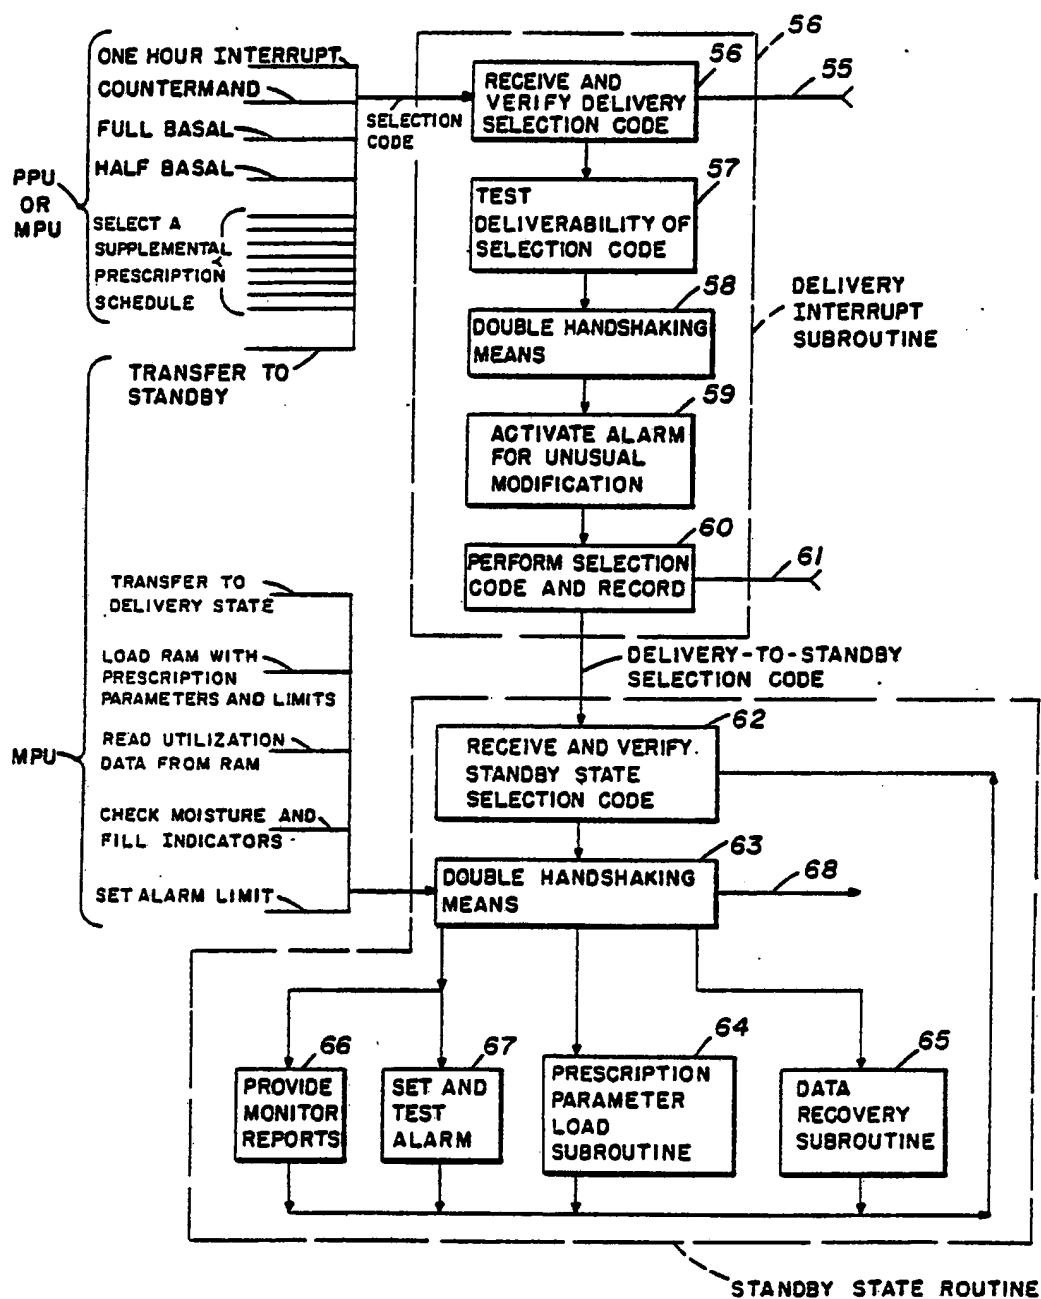 ONE HOUR INTERRUPT
COUNTERMAND
FULL BASAL
HALF BASAL
PPU
OR
MPU
SELECT A
SUPPLEMENTAL
PRESCRIPTION
SCHEDULE
TRANSFER TO
STANDBY
SELECTION
CODE
56
56
55
RECEIVE AND
VERIFY DELIVERY
SELECTION CODE
57
TEST
DELIVERABILITY OF
SELECTION CODE
58
DOUBLE HANDSHAKING
MEANS
DELIVERY
INTERRUPT
SUBROUTINE
59
ACTIVATE ALARM
FOR UNUSUAL
MODIFICATION
60
PERFORM SELECTION
CODE AND RECORD
61
DELIVERY-TO-STANDBY
SELECTION CODE
MPU
TRANSFER TO
DELIVERY STATE
LOAD RAM WITH
PRESCRIPTION
PARAMETERS AND LIMITS
READ UTILIZATION
DATA FROM RAM
CHECK MOISTURE AND
FILL INDICATORS
SET ALARM LIMIT
62
RECEIVE AND VERIFY
STANDBY STATE
SELECTION CODE
63
DOUBLE HANDSHAKING
MEANS
68
66
PROVIDE
MONITOR
REPORTS
67
SET AND
TEST
ALARM
64
PRESCRIPTION
PARAMETER
LOAD
SUBROUTINE
65
DATA
RECOVERY
SUBROUTINE
STANDBY STATE ROUTINE